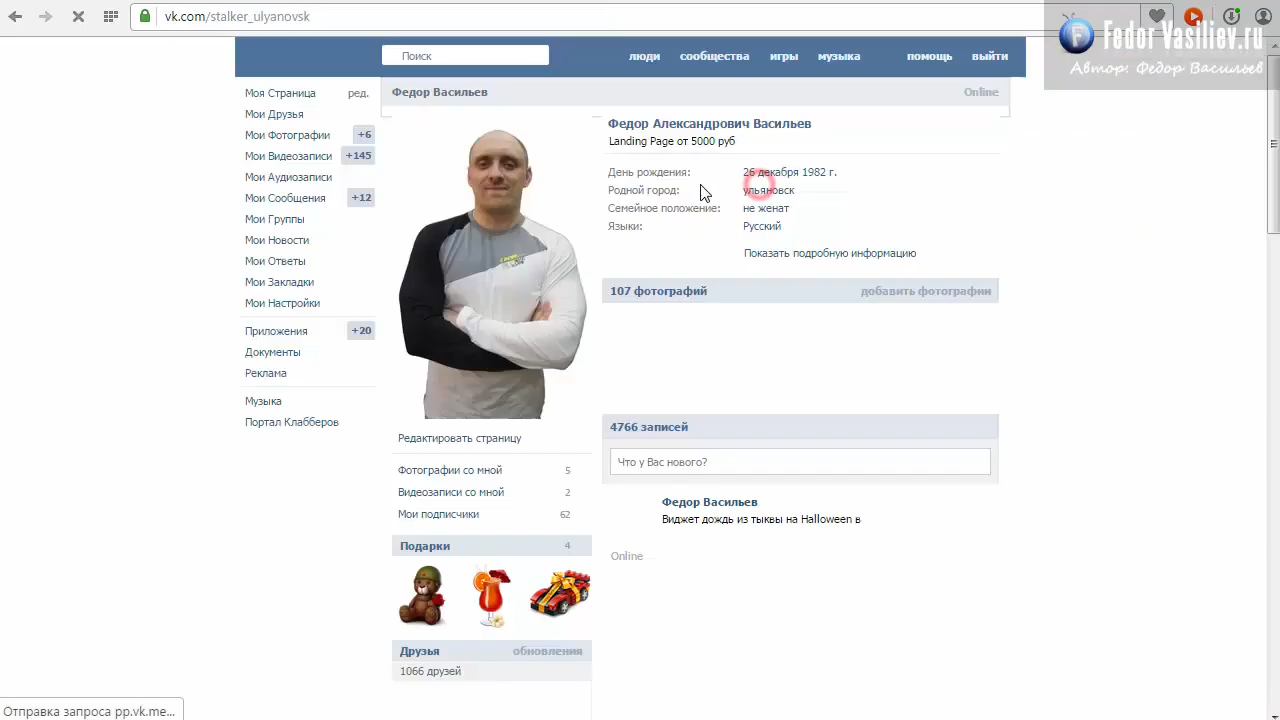 vk.com/stalker_ulyanovsk
Fedor Vasiliev.ru
Автор: Федор Васильев
Поиск
люди сообщества игры музыка помощь выйти
Моя Страница ред.
Мои Друзья
Мои Фотографии +6
Мои Видеозаписи +145
Мои Аудиозаписи
Мои Сообщения +12
Мои Группы
Мои Новости
Мои Ответы
Мои Закладки
Мои Настройки
Приложения +20
Документы
Реклама
Музыка
Портал Клабберов
Федор Васильев Online
Редактировать страницу
Фотографии со мной 5
Видеозаписи со мной 2
Мои подписчики 62
Подарки 4
Друзья обновления
1066 друзей
Федор Александрович Васильев
Landing Page от 5000 руб
День рождения: 26 декабря 1982 г.
Родной город: ульяновск
Семейное положение: не женат
Языки: Русский
Показать подробную информацию
107 фотографий добавить фотографии
4766 записей
Что у Вас нового?
Федор Васильев
Виджет дождь из тыквы на Halloween в
Online
Отправка запроса pp.vk.me...